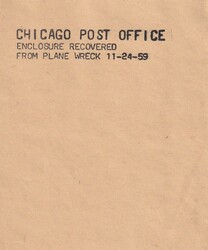 CHICAGO POST OFFICE
ENCLOSURE RECOVERED
FROM PLANE WRECK 11-24-59